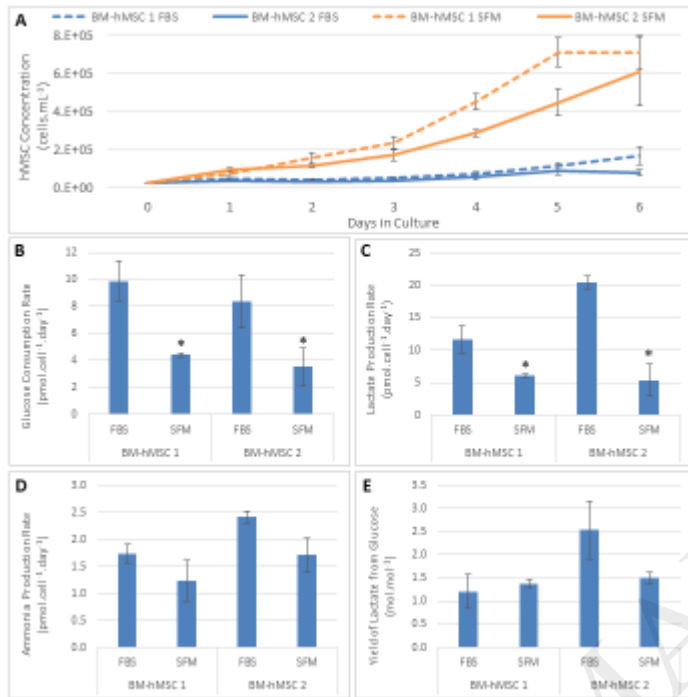 A
BM-hMSC 1 FBS BM-hMSC 2 FBS BM-hMSC 1 SFM BM-hMSC 2 SFM
HMSC Concentration
(cells.mL⁻¹)
8.E+05
6.E+05
4.E+05
2.E+05
0.E+00
0 1 2 3 4 5 6
Days in Culture
B
Glucose Consumption Rate
(pmol.cell⁻¹.day⁻¹)
12
10
8
6
4
2
0
* *
FBS SFM FBS SFM
BM-hMSC 1 BM-hMSC 2
C
Lactate Production Rate
(pmol.cell⁻¹.day⁻¹)
25
20
15
10
5
0
* *
FBS SFM FBS SFM
BM-hMSC 1 BM-hMSC 2
D
Ammonia Production Rate
(pmol.cell⁻¹.day⁻¹)
3.0
2.5
2.0
1.5
1.0
0.5
0.0
FBS SFM FBS SFM
BM-hMSC 1 BM-hMSC 2
E
Yield of Lactate from Glucose
(mol.mol⁻¹)
3.5
3.0
2.5
2.0
1.5
1.0
0.5
0.0
FBS SFM FBS SFM
BM-hMSC 1 BM-hMSC 2